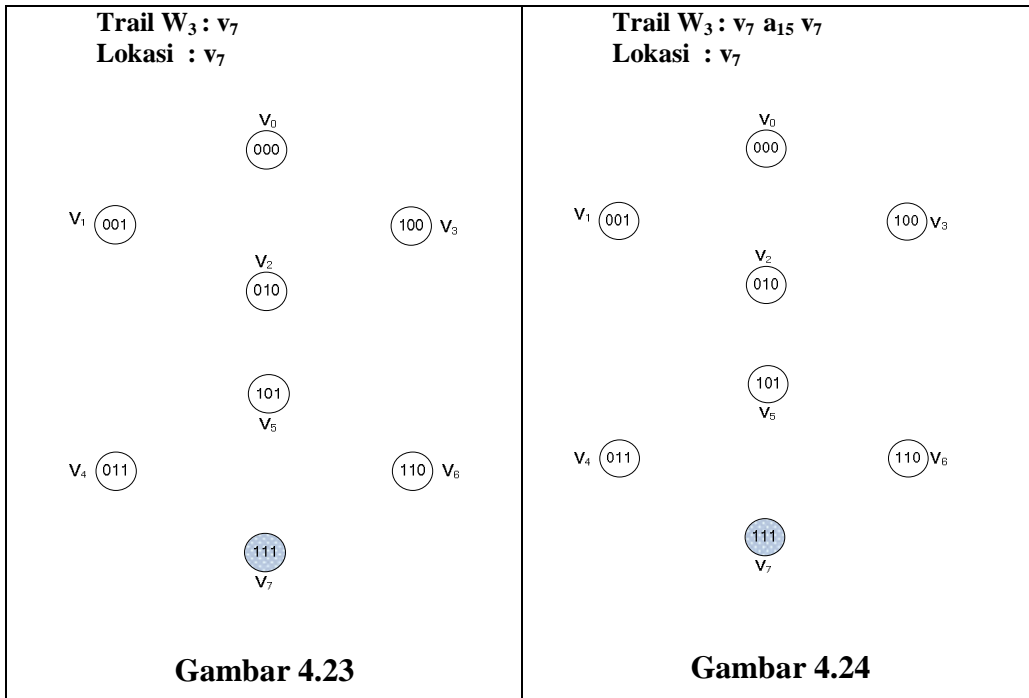 Trail W₃ : v₇
Lokasi : v₇
V₀
000
V₁ 001
100 V₃
V₂
010
101
V₅
V₄ 011
110 V₆
111
V₇
Gambar 4.23
Trail W₃ : v₇ a₁₅ v₇
Lokasi : v₇
V₀
000
V₁ 001
100 V₃
V₂
010
101
V₅
V₄ 011
110 V₆
111
V₇
Gambar 4.24